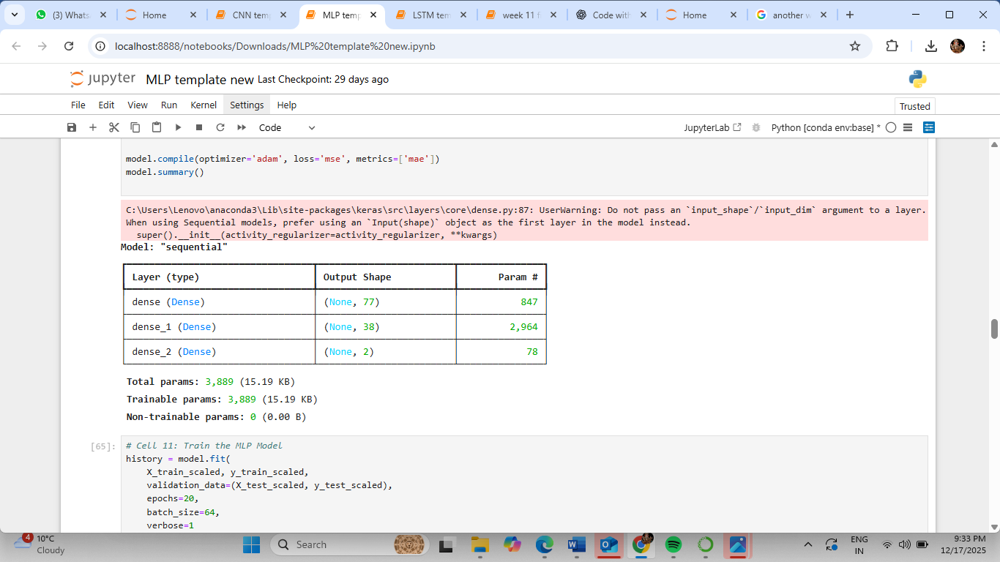 (3) Whats
Home
CNN temp
MLP temp
LSTM tem
week 11 f
Code with
Home
another w
localhost:8888/notebooks/Downloads/MLP%20template%20new.ipynb
jupyter MLP template new Last Checkpoint: 29 days ago
File Edit View Run Kernel Settings Help
Trusted
Code
JupyterLab
Python [conda env:base] *
model.compile(optimizer='adam', loss='mse', metrics=['mae'])
model.summary()
C:\Users\Lenovo\anaconda3\Lib\site-packages\keras\src\layers\core\dense.py:87: UserWarning: Do not pass an `input_shape`/`input_dim` argument to a layer.
When using Sequential models, prefer using an `Input(shape)` object as the first layer in the model instead.
super().__init__(activity_regularizer=activity_regularizer, **kwargs)
Model: "sequential"
Layer (type) Output Shape Param #
dense (Dense) (None, 77) 847
dense_1 (Dense) (None, 38) 2,964
dense_2 (Dense) (None, 2) 78
Total params: 3,889 (15.19 KB)
Trainable params: 3,889 (15.19 KB)
Non-trainable params: 0 (0.00 B)
[65]: # Cell 11: Train the MLP Model
history = model.fit(
X_train_scaled, y_train_scaled,
validation_data=(X_test_scaled, y_test_scaled),
epochs=20,
batch_size=64,
verbose=1
4
10°C
Cloudy
Search
ENG
IN
9:33 PM
12/17/2025